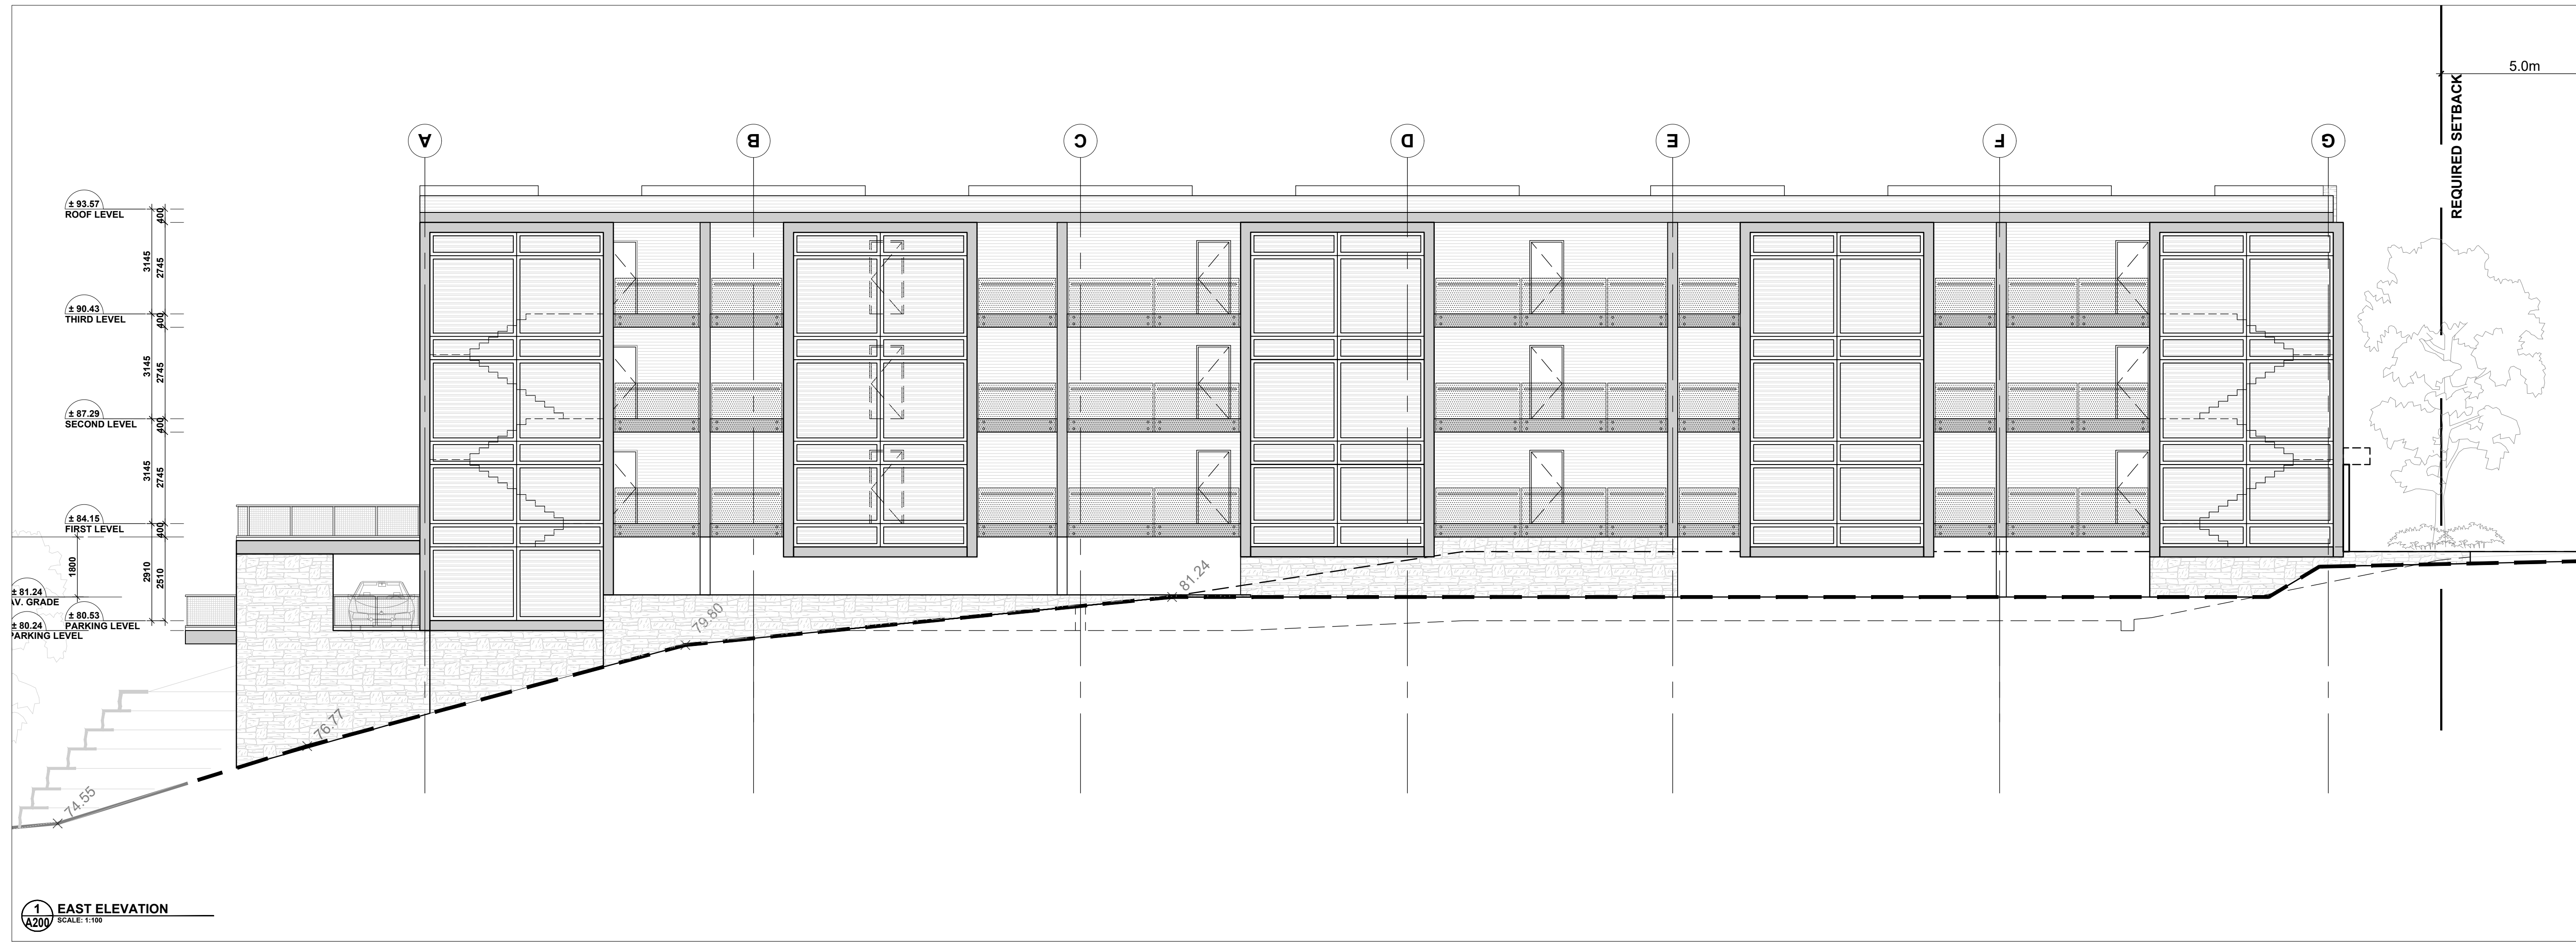 5.0m
REQUIRED SETBACK
A
B
C
D
E
F
G
± 93.57
ROOF LEVEL
400
3145
2745
± 90.43
THIRD LEVEL
400
3145
2745
± 87.29
SECOND LEVEL
400
3145
2745
± 84.15
FIRST LEVEL
400
1800
2910
2510
± 81.24
AV. GRADE
± 80.53
PARKING LEVEL
± 80.24
PARKING LEVEL
81.24
79.80
76.77
74.55
1
A200
EAST ELEVATION
SCALE: 1:100